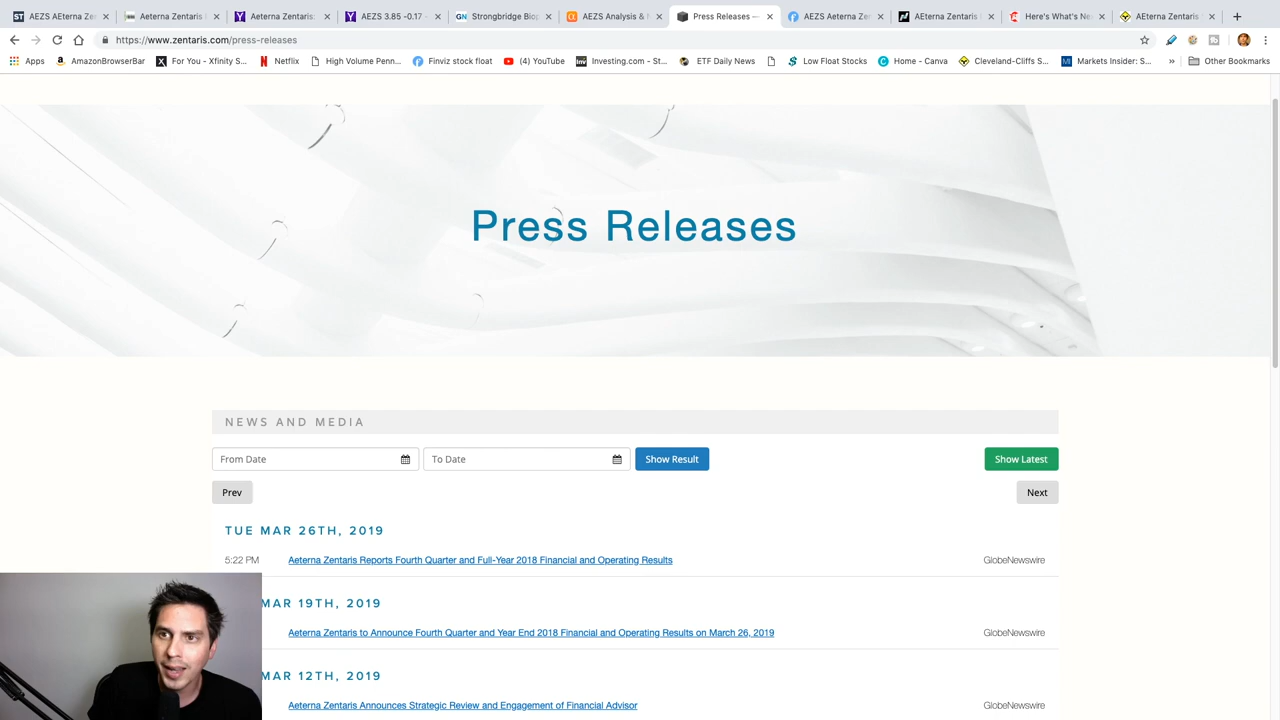 AEZS AEterna Zen
Aeterna Zentaris
Aeterna Zentaris:
AEZS 3.85 -0.17 -
Strongbridge Biop
AEZS Analysis & N
Press Releases —
AEZS Aeterna Zen
AEterna Zentaris
Here's What's New
AEterna Zentaris
https://www.zentaris.com/press-releases
Apps
AmazonBrowserBar
For You - Xfinity S...
Netflix
High Volume Penn...
Finviz stock float
(4) YouTube
Investing.com - St...
ETF Daily News
Low Float Stocks
Home - Canva
Cleveland-Cliffs S...
Markets Insider: S...
»
Other Bookmarks
Press Releases
NEWS AND MEDIA
From Date
To Date
Show Result
Show Latest
Prev
Next
TUE MAR 26TH, 2019
5:22 PM Aeterna Zentaris Reports Fourth Quarter and Full-Year 2018 Financial and Operating Results GlobeNewswire
MAR 19TH, 2019
Aeterna Zentaris to Announce Fourth Quarter and Year End 2018 Financial and Operating Results on March 26, 2019 GlobeNewswire
MAR 12TH, 2019
Aeterna Zentaris Announces Strategic Review and Engagement of Financial Advisor GlobeNewswire